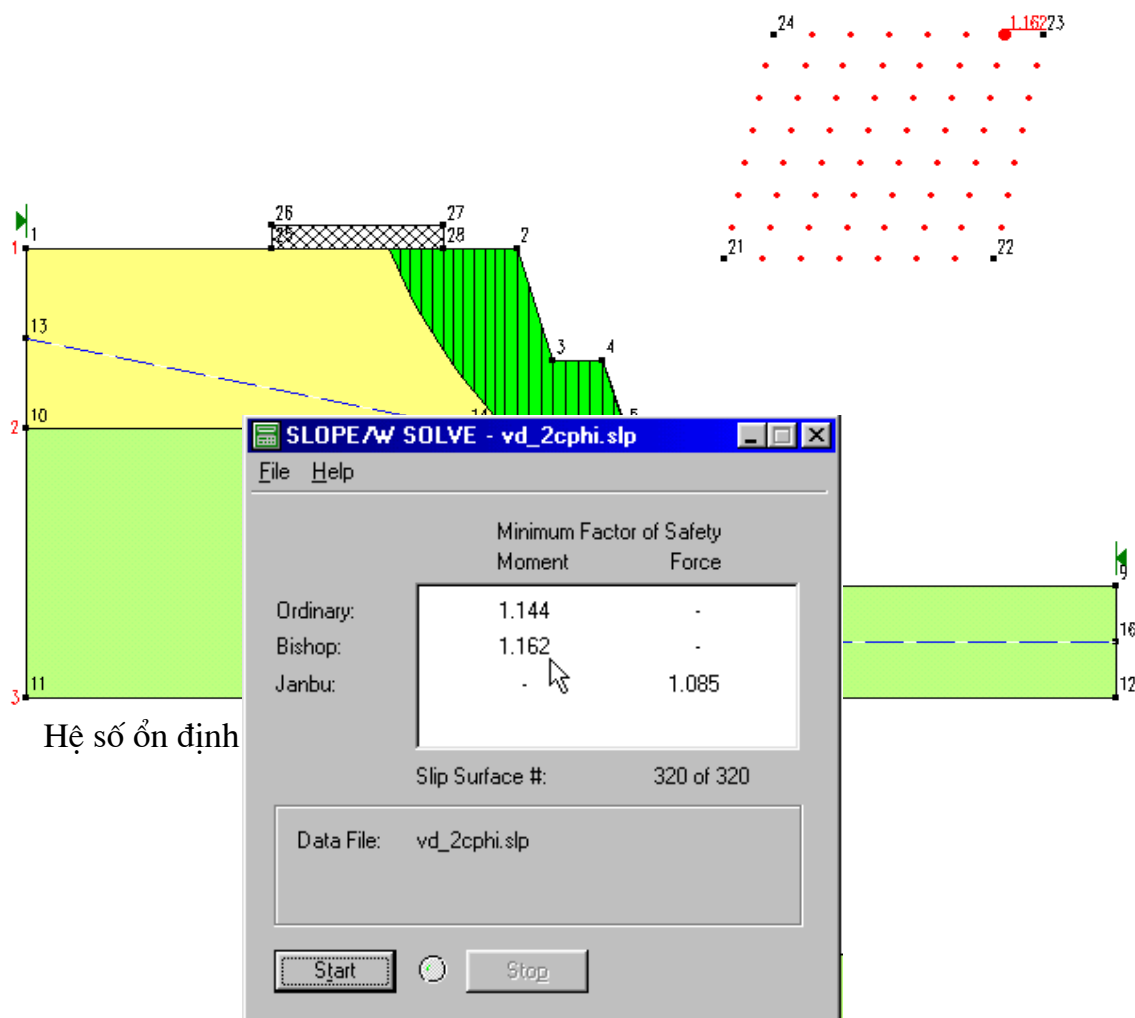 24
1.162
23
21
22
26
27
25
28
1
1
2
13
3
4
14
5
2
10
SLOPE/W SOLVE - vd_2cphi.slp
File Help
Minimum Factor of Safety
Moment Force
Ordinary: 1.144 -
Bishop: 1.162 -
Janbu: - 1.085
Slip Surface #: 320 of 320
Data File: vd_2cphi.slp
Start
Stop
9
16
3
11
12
Hệ số ổn định